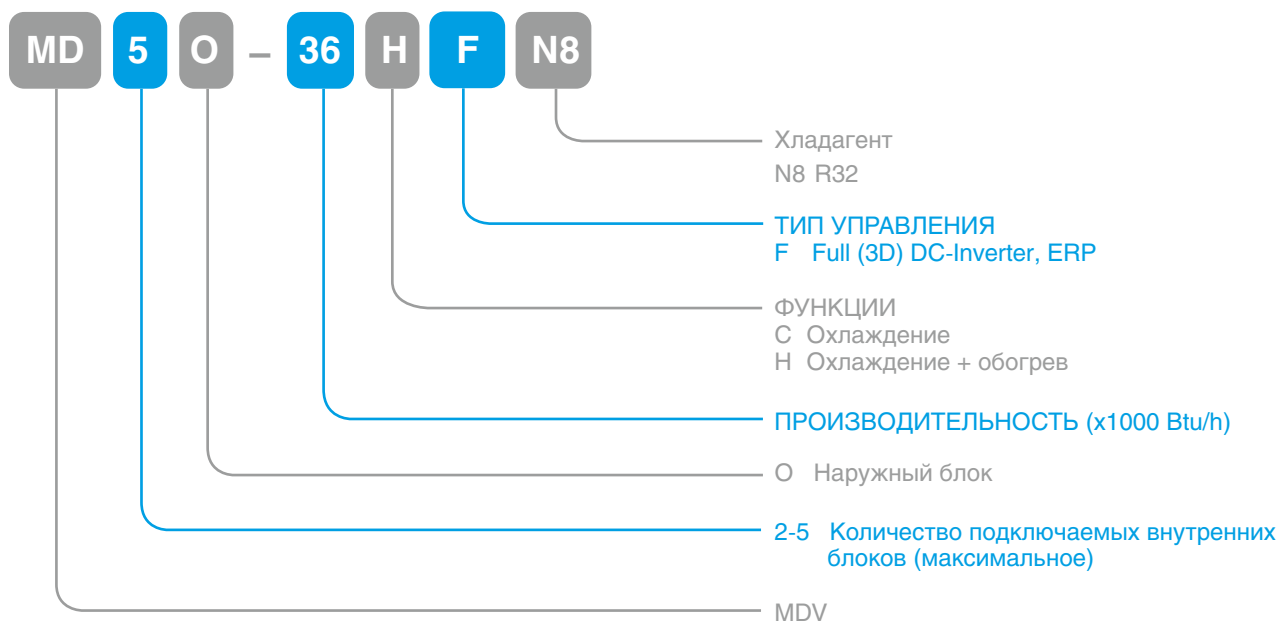 MD 5 O – 36 H F N8
Хладагент
N8 R32
ТИП УПРАВЛЕНИЯ
F Full (3D) DC-Inverter, ERP
ФУНКЦИИ
C Охлаждение
H Охлаждение + обогрев
ПРОИЗВОДИТЕЛЬНОСТЬ (x1000 Btu/h)
O Наружный блок
2-5 Количество подключаемых внутренних
блоков (максимальное)
MDV